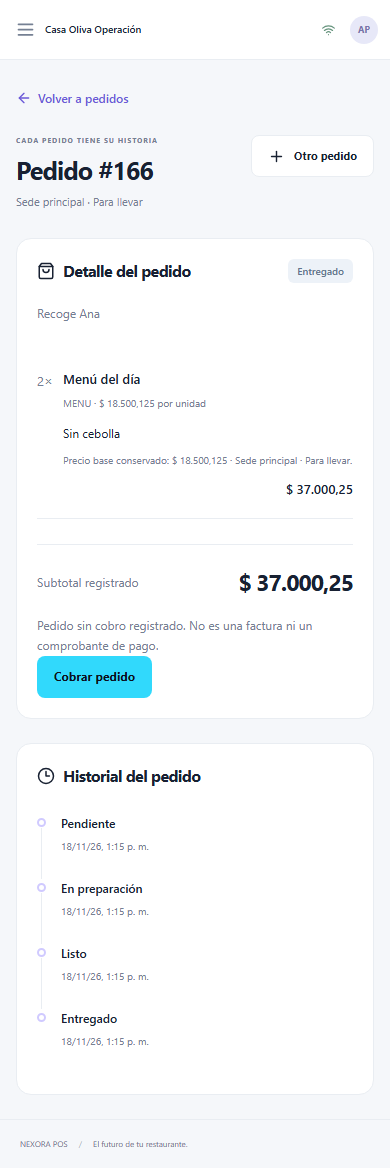 Casa Oliva Operación
AP
Volver a pedidos
CADA PEDIDO TIENE SU HISTORIA
Pedido #166
Otro pedido
Sede principal · Para llevar
Detalle del pedido
Entregado
Recoge Ana
2× Menú del día
MENU · $ 18.500,125 por unidad
Sin cebolla
Precio base conservado: $ 18.500,125 · Sede principal · Para llevar.
$ 37.000,25
Subtotal registrado $ 37.000,25
Pedido sin cobro registrado. No es una factura ni un
comprobante de pago.
Cobrar pedido
Historial del pedido
Pendiente
18/11/26, 1:15 p. m.
En preparación
18/11/26, 1:15 p. m.
Listo
18/11/26, 1:15 p. m.
Entregado
18/11/26, 1:15 p. m.
NEXORA POS / El futuro de tu restaurante.